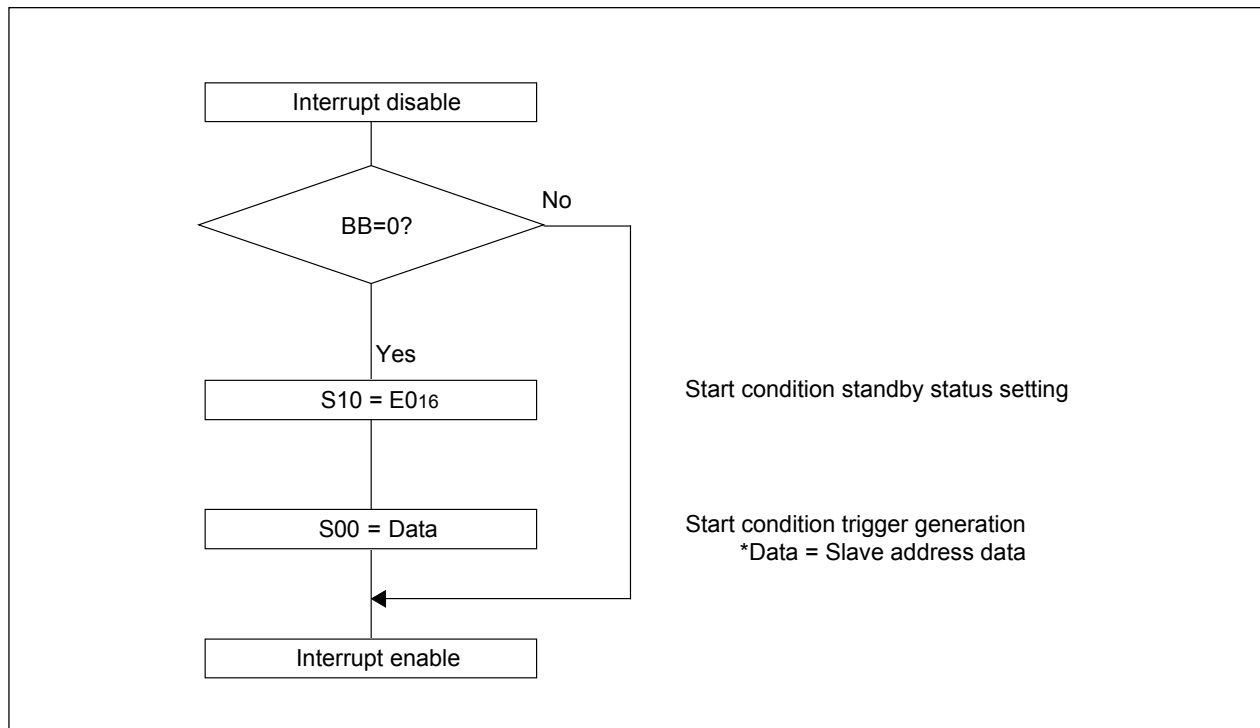 Interrupt disable
No
BB=0?
Yes
S10 = E016
Start condition standby status setting
S00 = Data
Start condition trigger generation
*Data = Slave address data
Interrupt enable